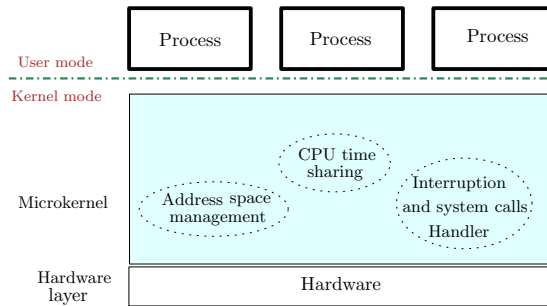 Process
Process
Process
User mode
Kernel mode
CPU time
sharing
Address space
management
Interruption
and system calls
Handler
Microkernel
Hardware
layer
Hardware